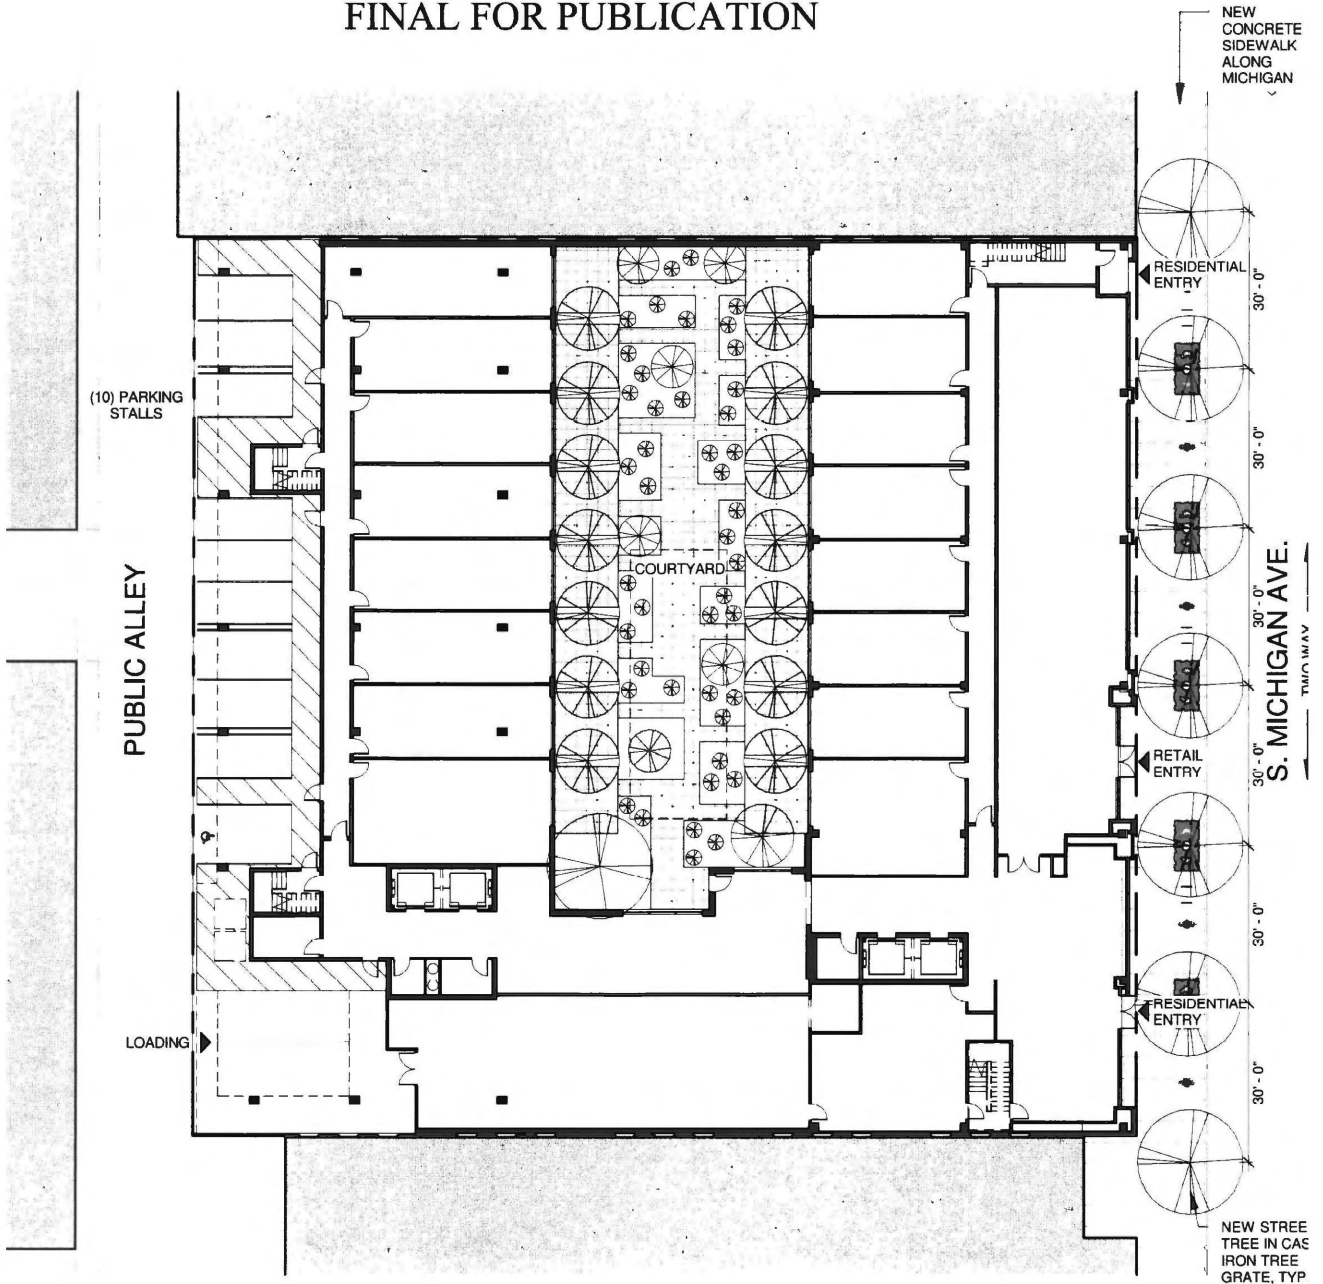 FINAL FOR PUBLICATION
NEW
CONCRETE
SIDEWALK
ALONG
MICHIGAN
RESIDENTIAL
ENTRY
30' - 0"
(10) PARKING
STALLS
30' - 0"
COURTYARD
PUBLIC ALLEY
30' - 0"
S. MICHIGAN AVE.
TWO WAY
RETAIL
ENTRY
30' - 0"
30' - 0"
RESIDENTIAL
ENTRY
LOADING
30' - 0"
NEW STREE
TREE IN CAS
IRON TREE
GRATE, TYP